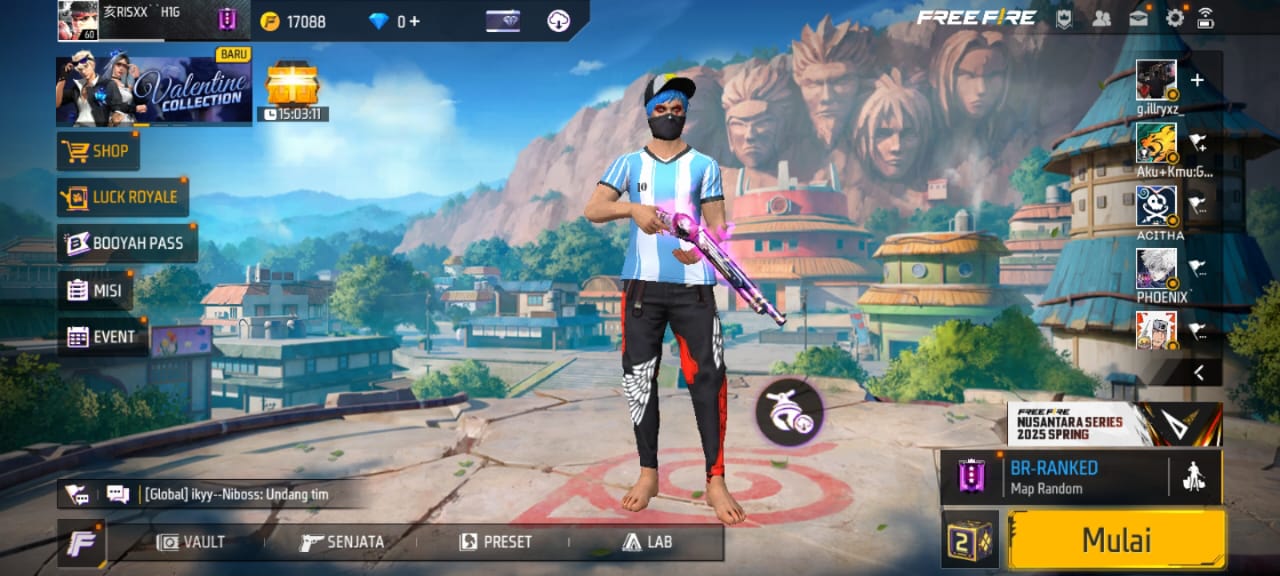 亥RISX X``H1G
60
17088
0 +
FREE FIRE
BARU
Valentine
COLLECTION
15:03:11
SHOP
LUCK ROYALE
BOOYAH PASS
MISI
EVENT
10
g.illryxz_
Aku+Kmu:G...
ACITHA
PHOENIX
FREE FIRE
NUSANTARA SERIES
2025 SPRING
BR-RANKED
Map Random
[Global] ikyy--Niboss: Undang tim
VAULT
SENJATA
PRESET
LAB
2
Mulai